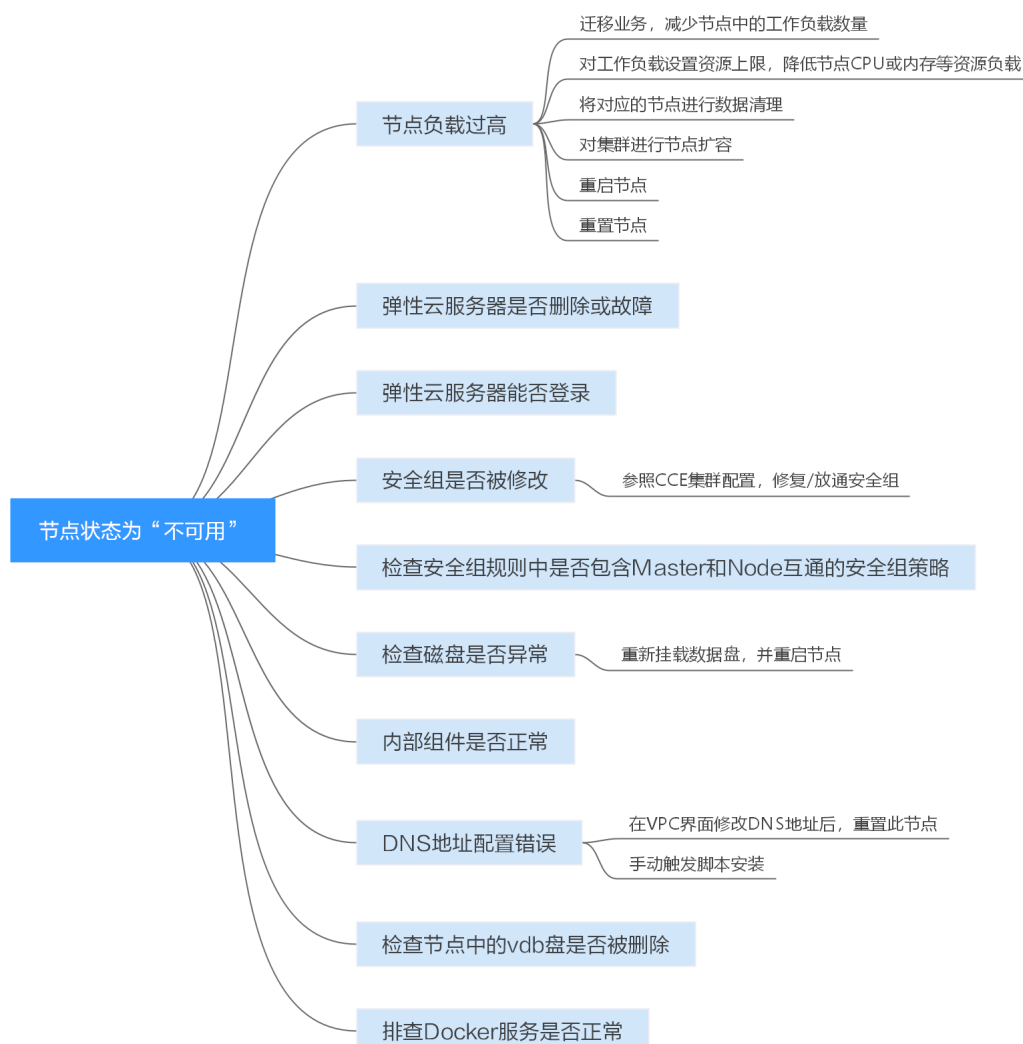 节点状态为“不可用”
节点负载过高
迁移业务，减少节点中的工作负载数量
对工作负载设置资源上限，降低节点CPU或内存等资源负载
将对应的节点进行数据清理
对集群进行节点扩容
重启节点
重置节点
弹性云服务器是否删除或故障
弹性云服务器能否登录
安全组是否被修改
参照CCE集群配置，修复/放通安全组
检查安全组规则中是否包含Master和Node互通的安全组策略
检查磁盘是否异常
重新挂载数据盘，并重启节点
内部组件是否正常
DNS地址配置错误
在VPC界面修改DNS地址后，重置此节点
手动触发脚本安装
检查节点中的vdb盘是否被删除
排查Docker服务是否正常